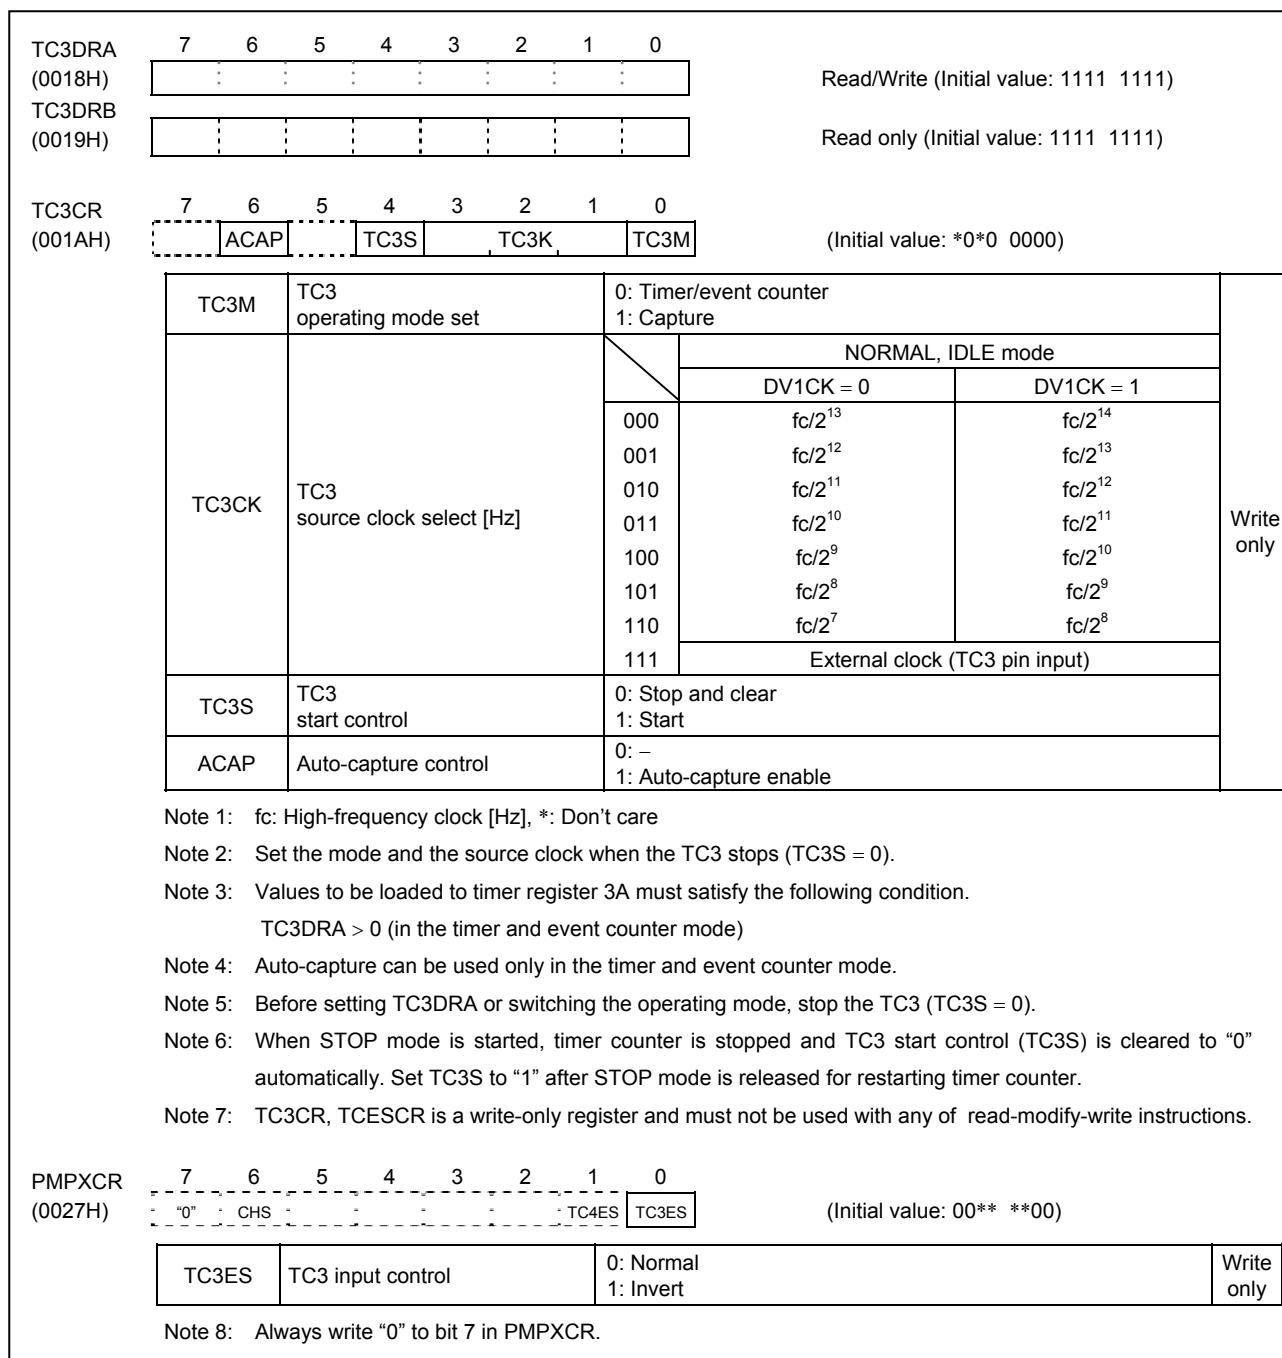 TC3DRA 7 6 5 4 3 2 1 0
(0018H) Read/Write (Initial value: 1111 1111)
TC3DRB
(0019H) Read only (Initial value: 1111 1111)
TC3CR 7 6 5 4 3 2 1 0
(001AH) ACAP TC3S TC3K TC3M (Initial value: *0*0 0000)
TC3M TC3 operating mode set 0: Timer/event counter
1: Capture
NORMAL, IDLE mode
DV1CK = 0 DV1CK = 1
000 fc/2^13 fc/2^14
001 fc/2^12 fc/2^13
TC3CK TC3 source clock select [Hz] 010 fc/2^11 fc/2^12
011 fc/2^10 fc/2^11
100 fc/2^9 fc/2^10
101 fc/2^8 fc/2^9
110 fc/2^7 fc/2^8
111 External clock (TC3 pin input)
Write only
TC3S TC3 start control 0: Stop and clear
1: Start
ACAP Auto-capture control 0: −
1: Auto-capture enable
Note 1: fc: High-frequency clock [Hz], *: Don’t care
Note 2: Set the mode and the source clock when the TC3 stops (TC3S = 0).
Note 3: Values to be loaded to timer register 3A must satisfy the following condition.
TC3DRA > 0 (in the timer and event counter mode)
Note 4: Auto-capture can be used only in the timer and event counter mode.
Note 5: Before setting TC3DRA or switching the operating mode, stop the TC3 (TC3S = 0).
Note 6: When STOP mode is started, timer counter is stopped and TC3 start control (TC3S) is cleared to “0”
automatically. Set TC3S to “1” after STOP mode is released for restarting timer counter.
Note 7: TC3CR, TCESCR is a write-only register and must not be used with any of read-modify-write instructions.
PMPXCR 7 6 5 4 3 2 1 0
(0027H) “0” CHS TC4ES TC3ES (Initial value: 00** **00)
TC3ES TC3 input control 0: Normal
1: Invert
Write only
Note 8: Always write “0” to bit 7 in PMPXCR.